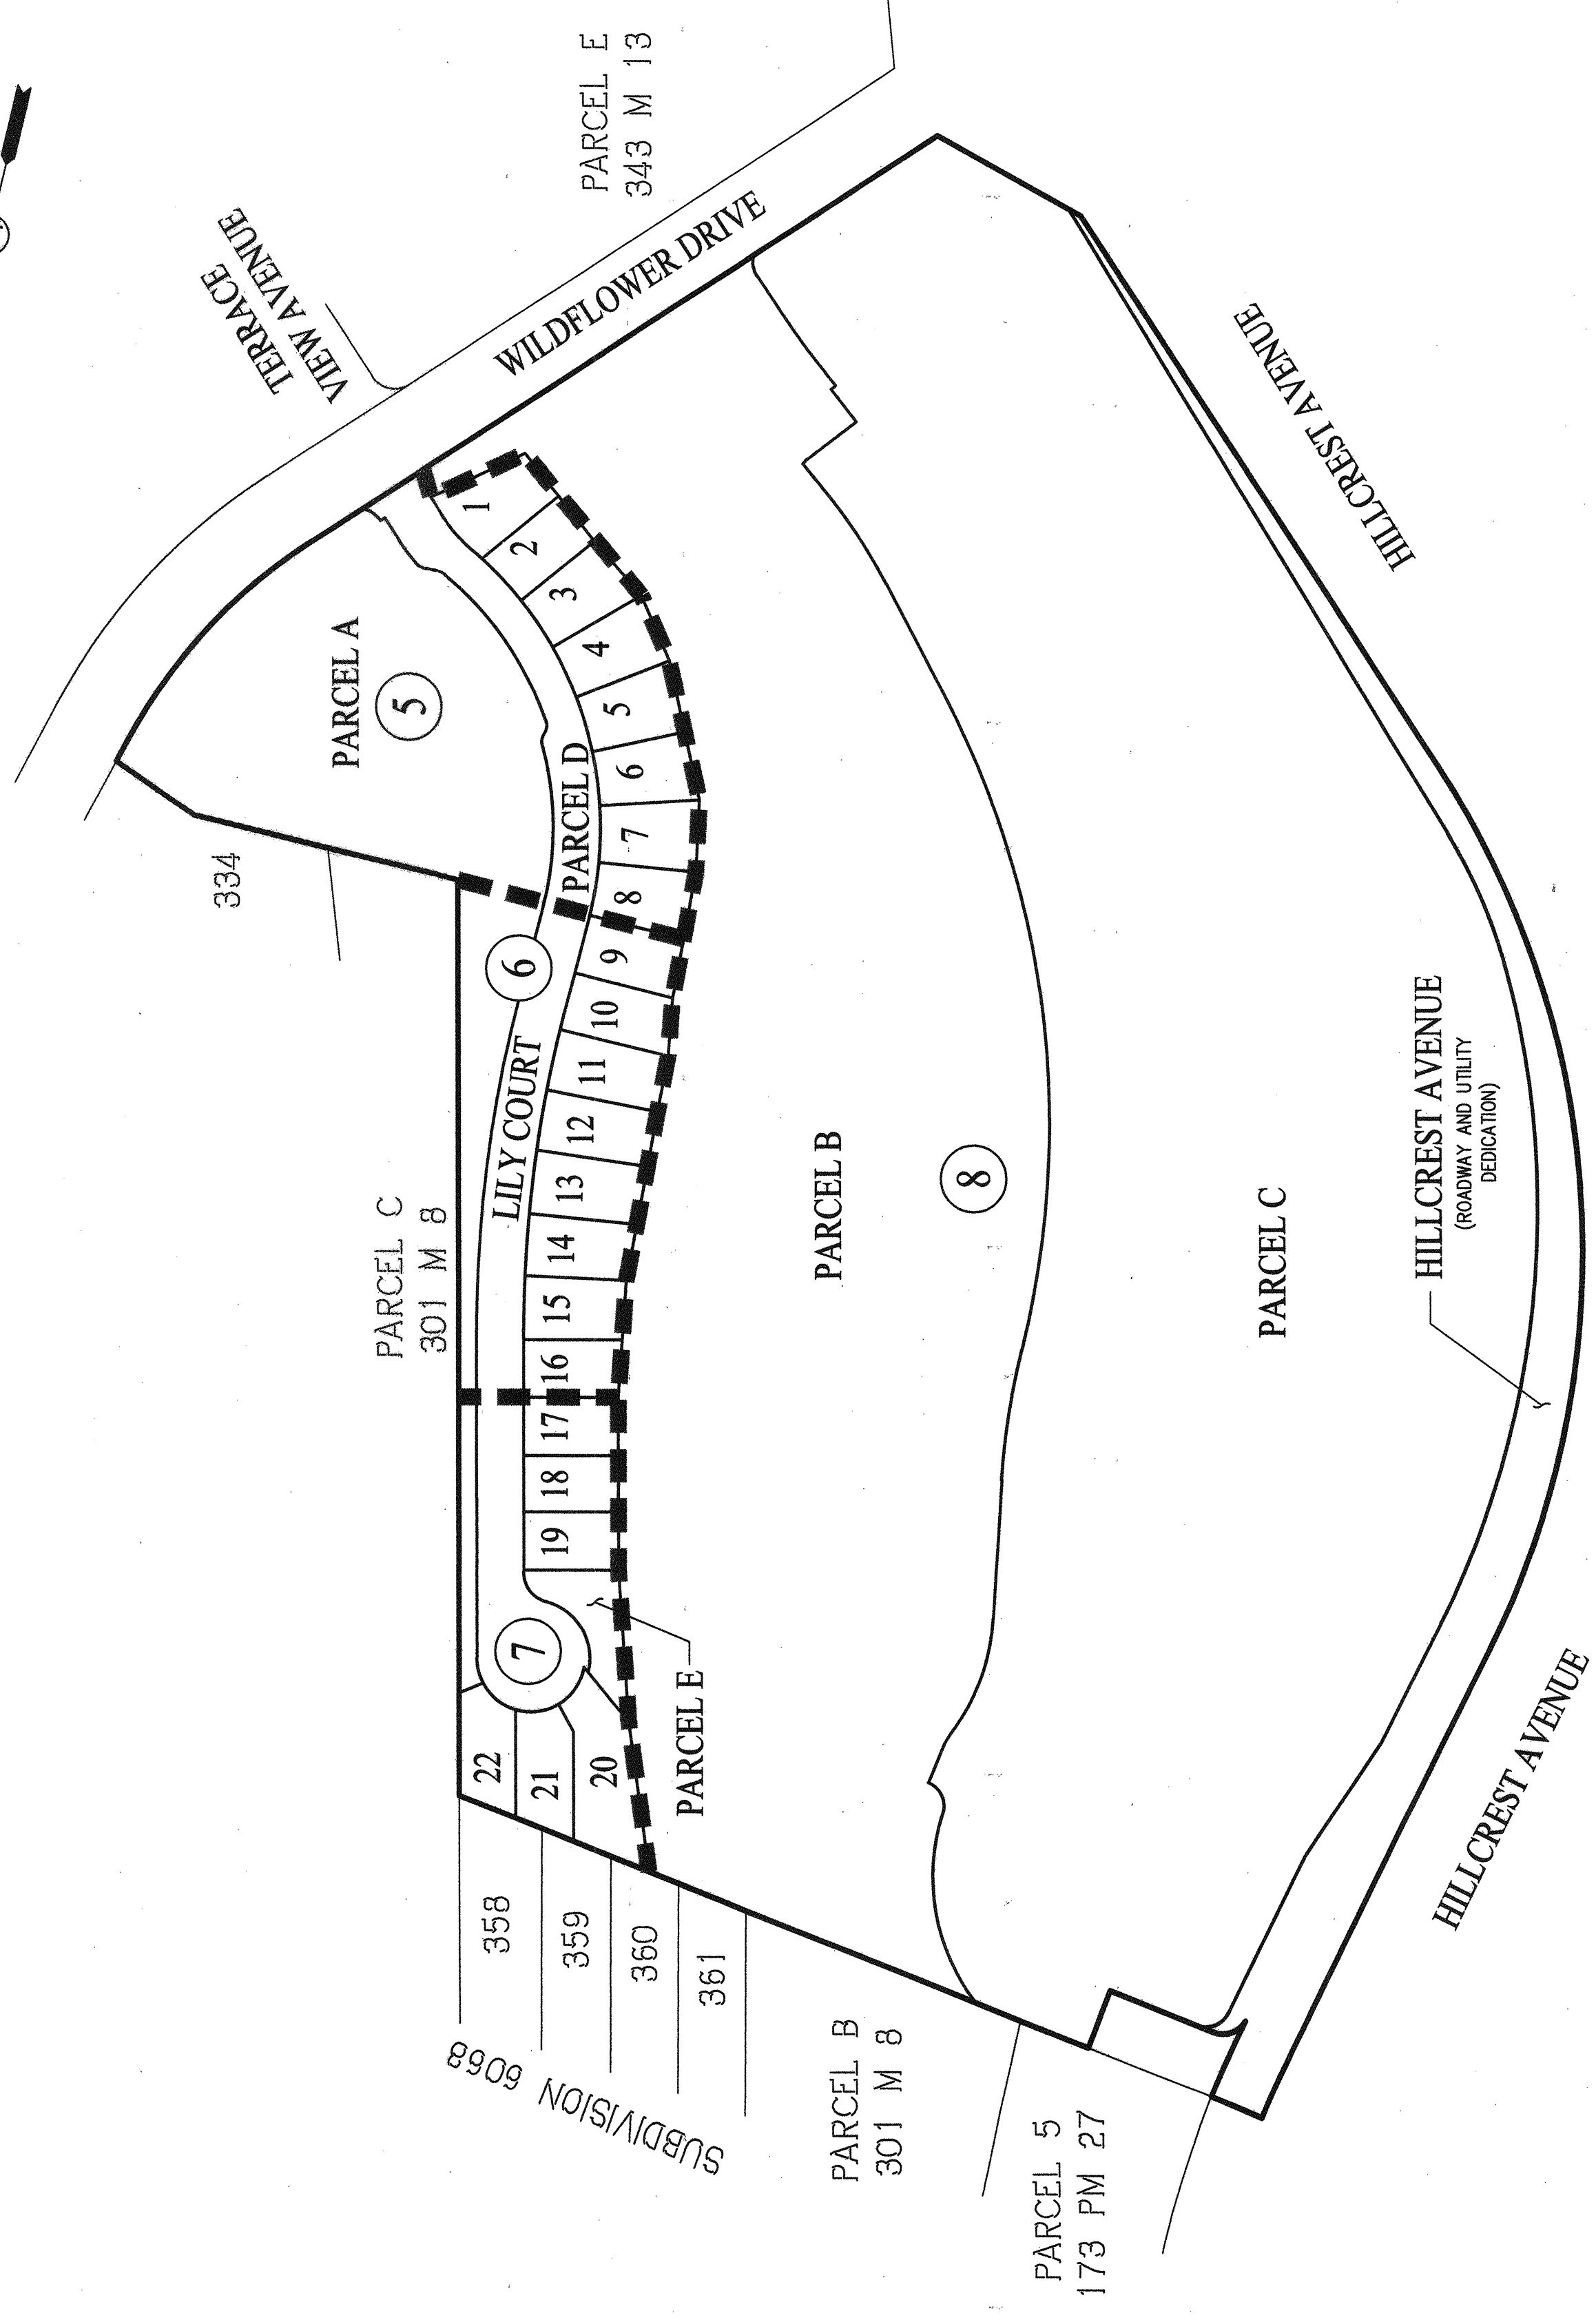 PARCEL E
343 M 13
TERRACE
VIEW AVENUE
WILDFLOWER DRIVE
HILLCREST AVENUE
334
PARCEL A
5
1
2
3
4
5
6
7
8
PARCEL D
6
9
10
11
12
13
14
15
16
17
18
19
LILY COURT
PARCEL C
301 M 8
PARCEL B
8
PARCEL C
HILLCREST AVENUE
(ROADWAY AND UTILITY
DEDICATION)
7
22
21
20
PARCEL E
358
359
360
361
SUBDIVISION 6068
PARCEL B
301 M 8
PARCEL 5
173 PM 27
HILLCREST AVENUE